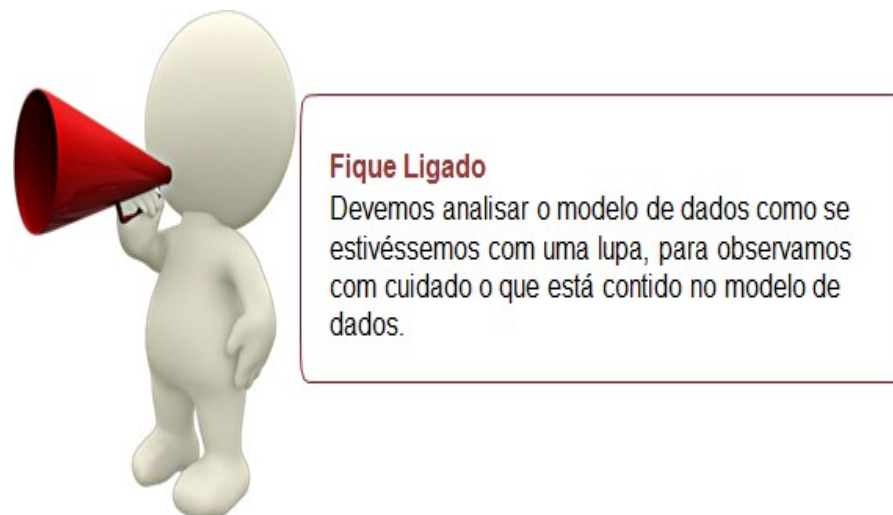 Fique Ligado
Devemos analisar o modelo de dados como se
estivéssemos com uma lupa, para observamos
com cuidado o que está contido no modelo de
dados.